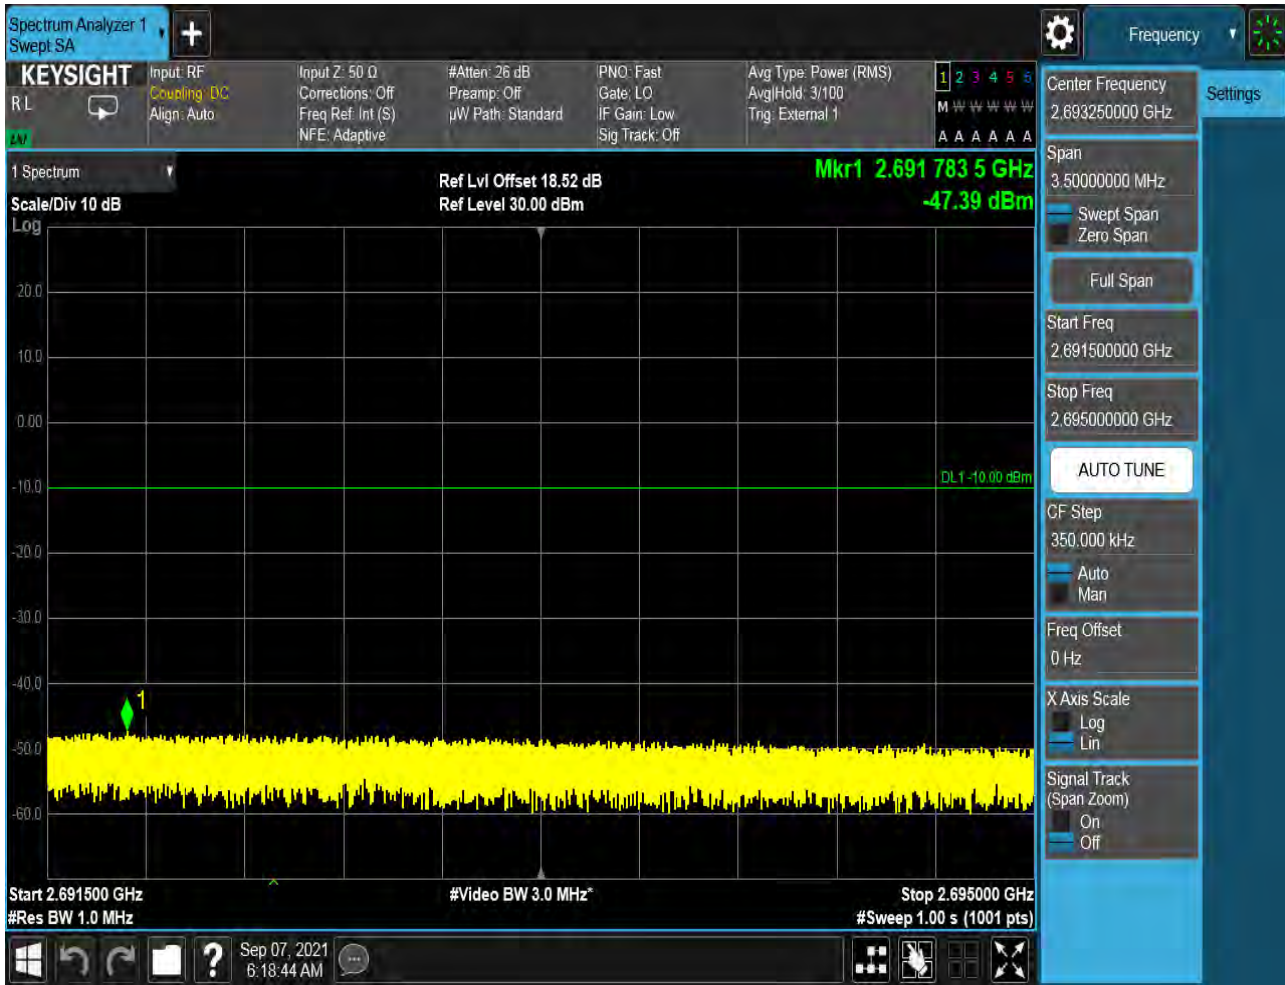 Spectrum Analyzer 1
Swept SA
Frequency
KEYSIGHT
R L
LNI
Input: RF
Coupling: DC
Align: Auto
Input Z: 50 Ω
Corrections: Off
Freq Ref: Int (S)
NFE: Adaptive
#Atten: 26 dB
Preamp: Off
µW Path: Standard
PNO: Fast
Gate: LO
IF Gain: Low
Sig Track: Off
Avg Type: Power (RMS)
Avg|Hold: 3/100
Trig: External 1
1 2 3 4 5 6
M W W W W W
A A A A A A
1 Spectrum
Scale/Div 10 dB
Log
Ref Lvl Offset 18.52 dB
Ref Level 30.00 dBm
Mkr1 2.691 783 5 GHz
-47.39 dBm
20.0
10.0
0.00
-10.0
-20.0
-30.0
-40.0
-50.0
-60.0
DL1 -10.00 dBm
1
Start 2.691500 GHz
#Res BW 1.0 MHz
#Video BW 3.0 MHz*
Stop 2.695000 GHz
#Sweep 1.00 s (1001 pts)
Center Frequency
2.693250000 GHz
Settings
Span
3.50000000 MHz
Swept Span
Zero Span
Full Span
Start Freq
2.691500000 GHz
Stop Freq
2.695000000 GHz
AUTO TUNE
CF Step
350.000 kHz
Auto
Man
Freq Offset
0 Hz
X Axis Scale
Log
Lin
Signal Track
(Span Zoom)
On
Off
?
Sep 07, 2021
6:18:44 AM